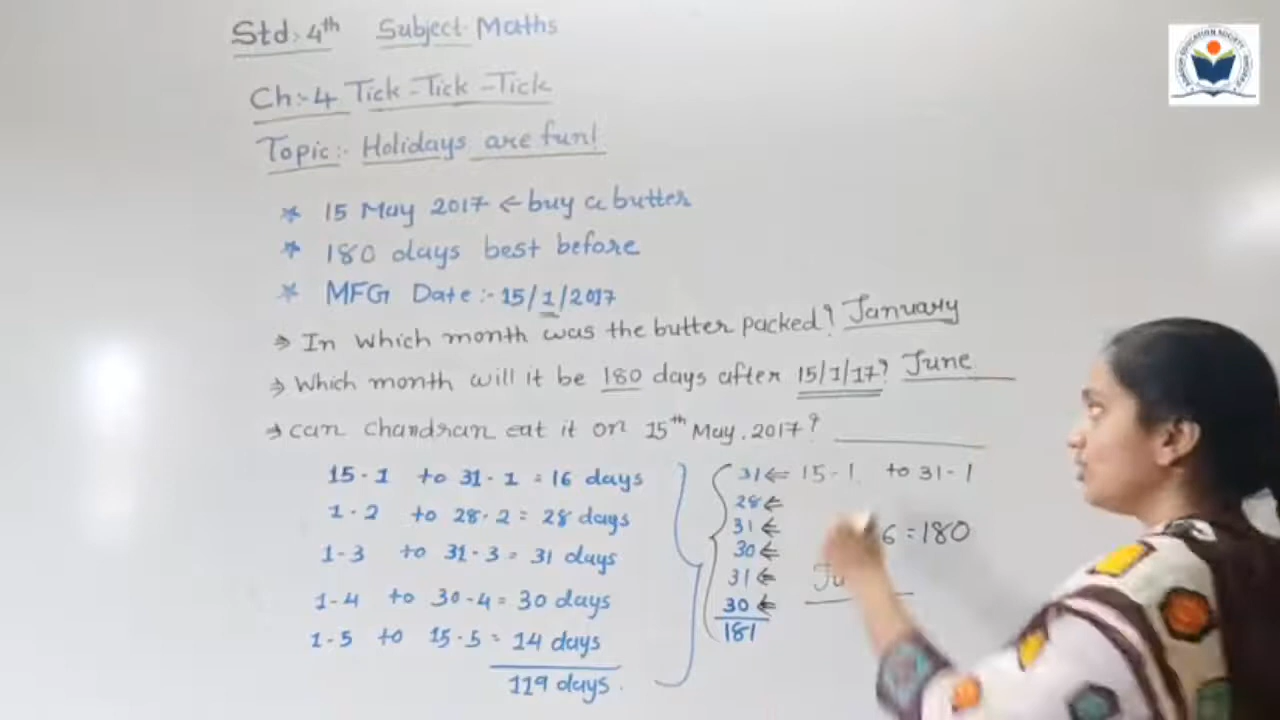 Std:- 4th Subject- Maths
Ch:-4 Tick -Tick -Tick
Topic:- Holidays are fun!
* 15 May 2017 ← buy a butter
* 180 days best before
* MFG Date :- 15/1/2017
→ In which month was the butter packed? January
→ Which month will it be 180 days after 15/1/17? June
→ can chandran eat it on 15th May, 2017?
15-1 to 31-1 = 16 days
1-2 to 28-2 = 28 days
1-3 to 31-3 = 31 days
1-4 to 30-4 = 30 days
1-5 to 15-5 = 14 days
119 days.
31 ← 15-1 to 31-1
28 ←
31 ←
30 ←
31 ←
30 ←
181
6 = 180